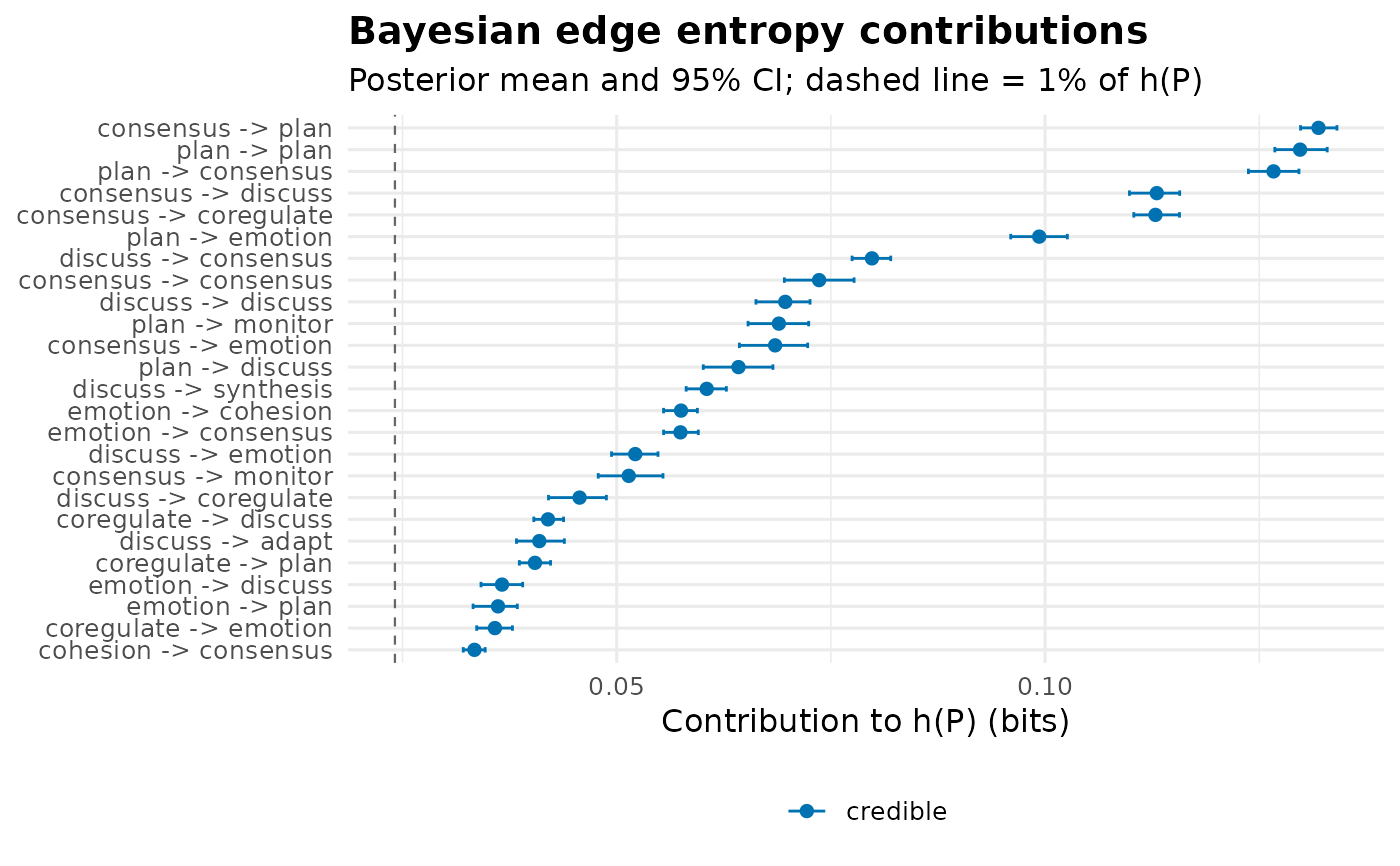 Bayesian edge entropy contributions
Posterior mean and 95% CI; dashed line = 1% of h(P)
consensus -> plan
plan -> plan
plan -> consensus
consensus -> discuss
consensus -> coregulate
plan -> emotion
discuss -> consensus
consensus -> consensus
discuss -> discuss
plan -> monitor
consensus -> emotion
plan -> discuss
discuss -> synthesis
emotion -> cohesion
emotion -> consensus
discuss -> emotion
consensus -> monitor
discuss -> coregulate
coregulate -> discuss
discuss -> adapt
coregulate -> plan
emotion -> discuss
emotion -> plan
coregulate -> emotion
cohesion -> consensus
0.05 0.10
Contribution to h(P) (bits)
credible